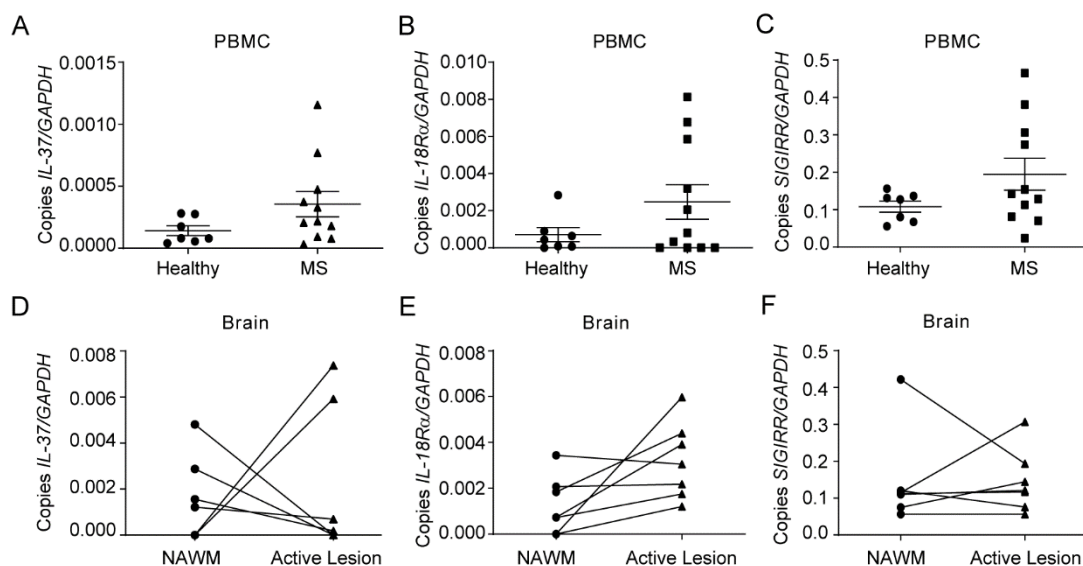 A
PBMC
Copies IL-37/GAPDH
0.0015
0.0010
0.0005
0.0000
Healthy
MS
B
PBMC
Copies IL-18Rα/GAPDH
0.010
0.008
0.006
0.004
0.002
0.000
Healthy
MS
C
PBMC
Copies SIGIRR/GAPDH
0.5
0.4
0.3
0.2
0.1
0.0
Healthy
MS
D
Brain
Copies IL-37/GAPDH
0.008
0.006
0.004
0.002
0.000
NAWM
Active Lesion
E
Brain
Copies IL-18Rα/GAPDH
0.008
0.006
0.004
0.002
0.000
NAWM
Active Lesion
F
Brain
Copies SIGIRR/GAPDH
0.5
0.4
0.3
0.2
0.1
0.0
NAWM
Active Lesion